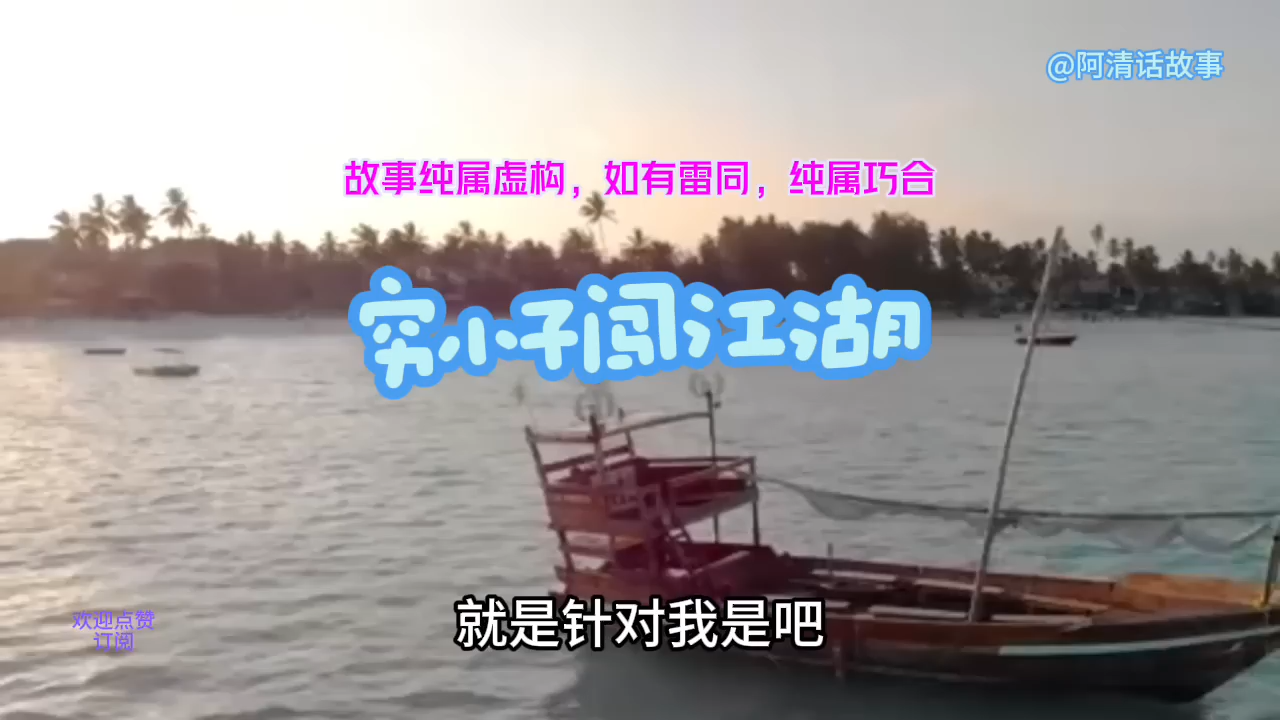 @阿清话故事
故事纯属虚构，如有雷同，纯属巧合
穷小子闯江湖
就是针对我是吧
欢迎点赞
订阅